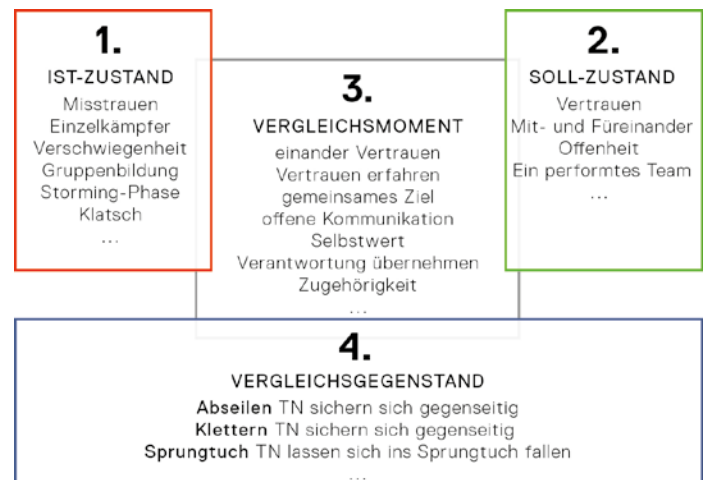 1.
IST-ZUSTAND
Misstrauen
Einzelkämpfer
Verschwiegenheit
Gruppenbildung
Storming-Phase
Klatsch
...
2.
SOLL-ZUSTAND
Vertrauen
Mit- und Füreinander
Offenheit
Ein performtes Team
...
3.
VERGLEICHSMOMENT
einander Vertrauen
Vertrauen erfahren
gemeinsames Ziel
offene Kommunikation
Selbstwert
Verantwortung übernehmen
Zugehörigkeit
...
4.
VERGLEICHSGEGENSTAND
Abseilen TN sichern sich gegenseitig
Klettern TN sichern sich gegenseitig
Sprungtuch TN lassen sich ins Sprungtuch fallen
...